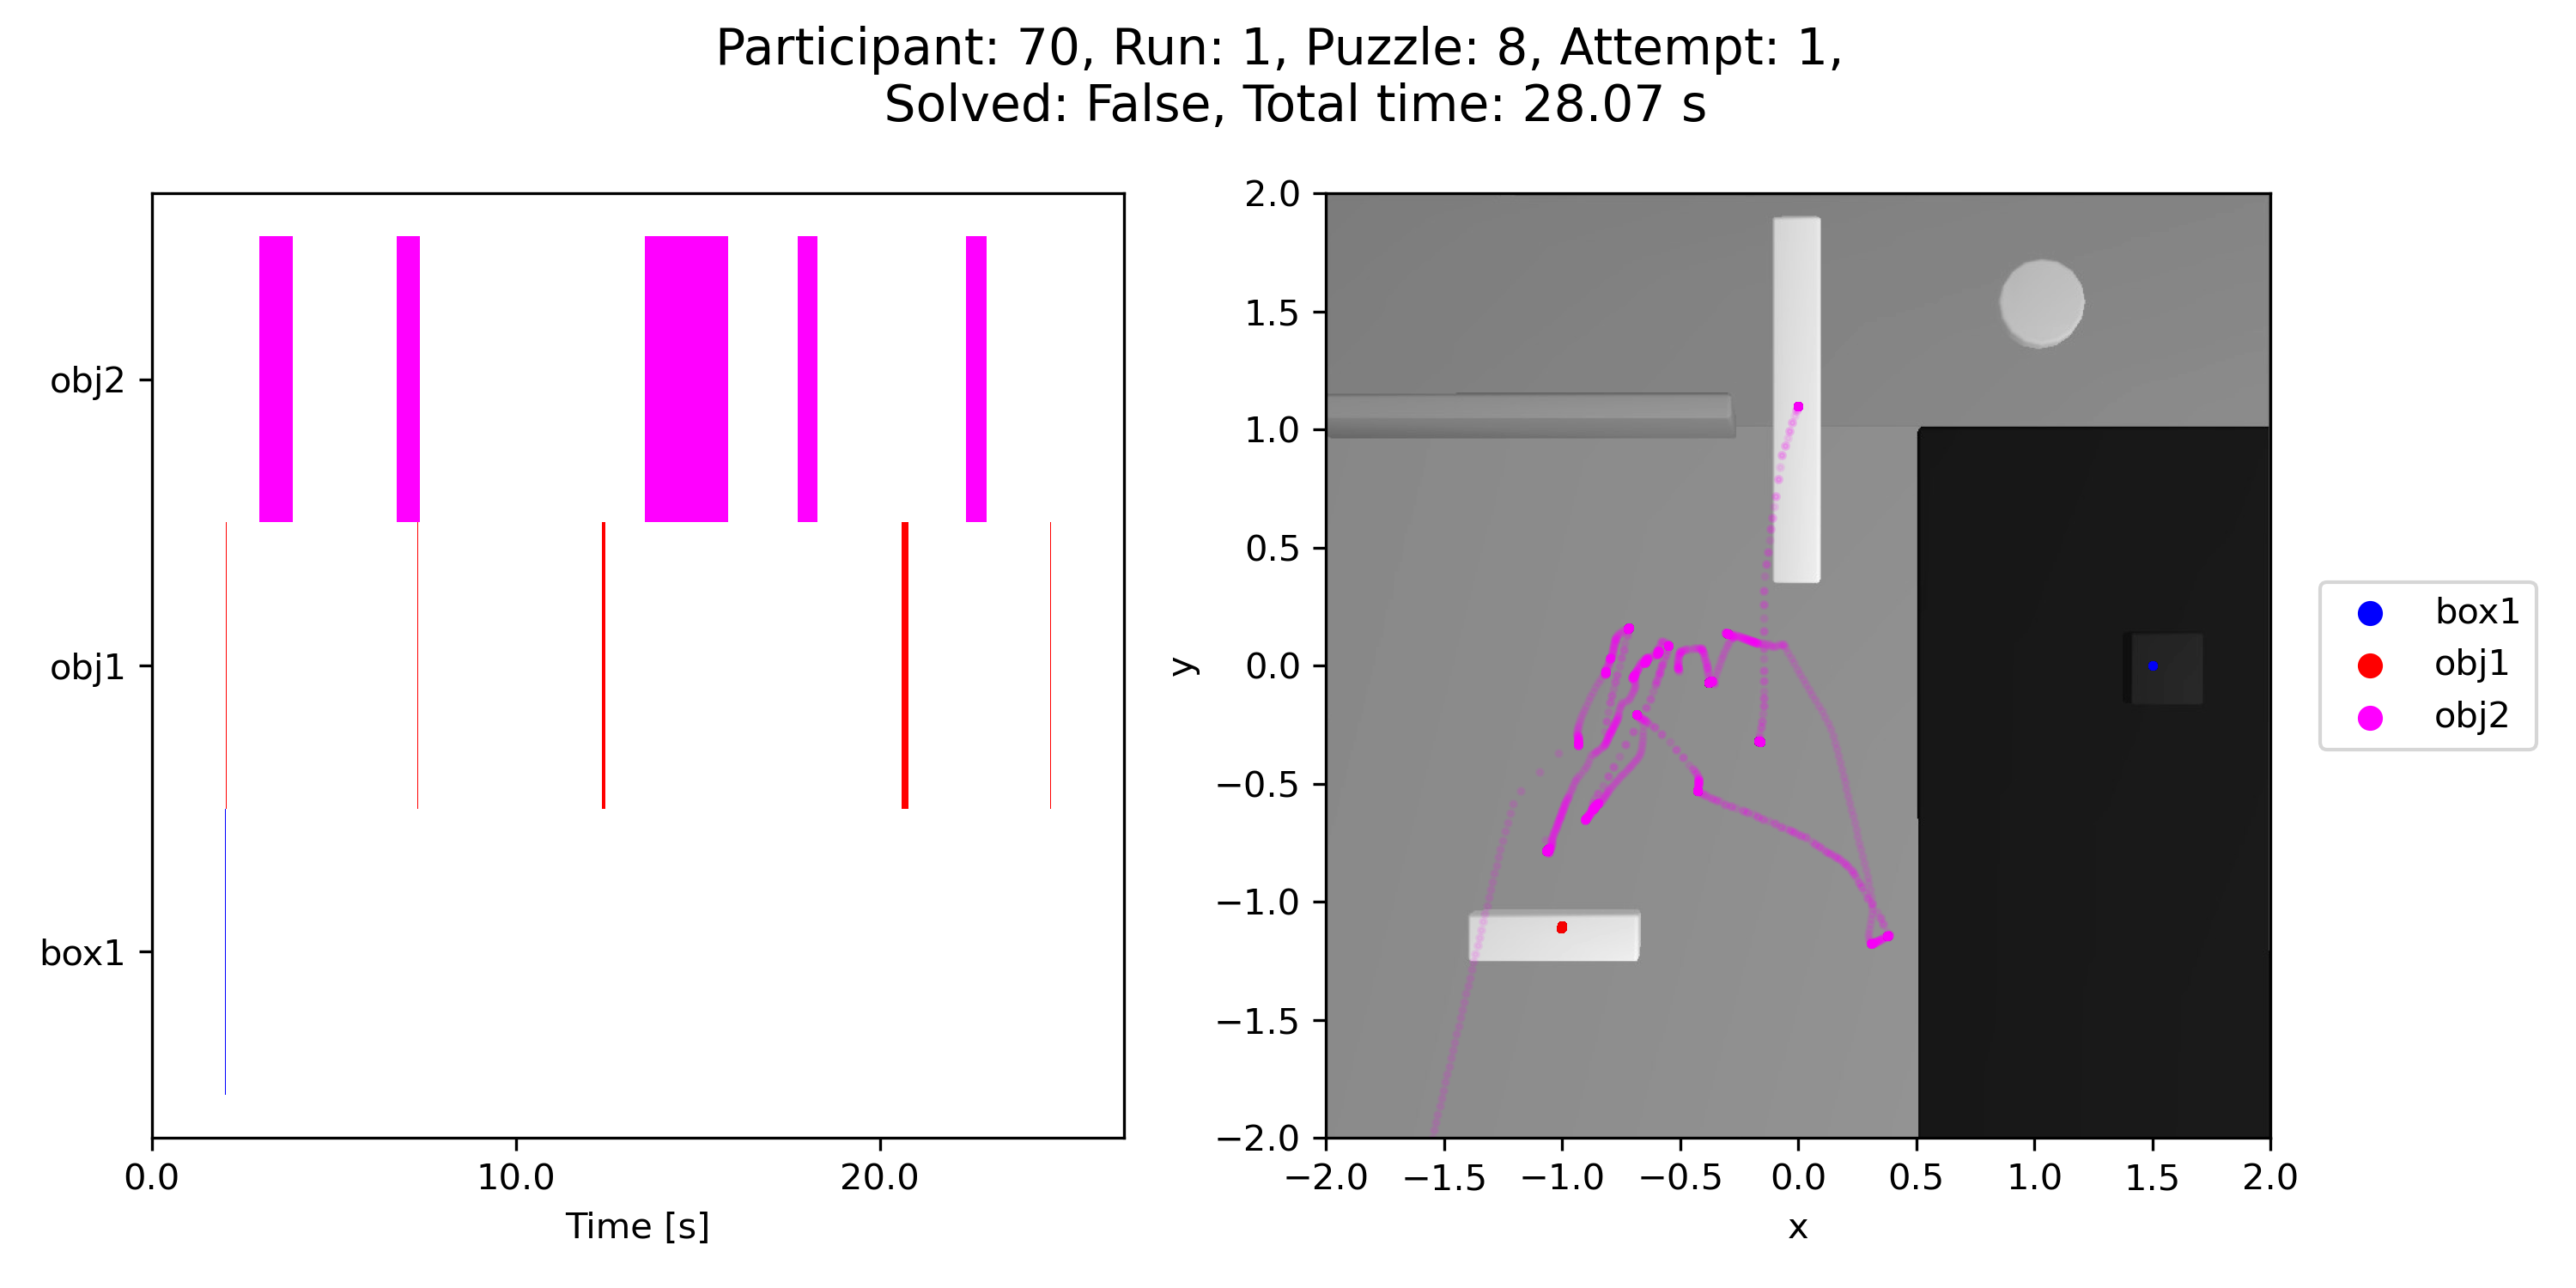 Participant: 70, Run: 1, Puzzle: 8, Attempt: 1,
Solved: False, Total time: 28.07 s
obj2
obj1
box1
0.0
10.0
20.0
Time [s]
2.0
1.5
1.0
0.5
0.0
−0.5
−1.0
−1.5
−2.0
y
−2.0
−1.5
−1.0
−0.5
0.0
0.5
1.0
1.5
2.0
x
box1
obj1
obj2